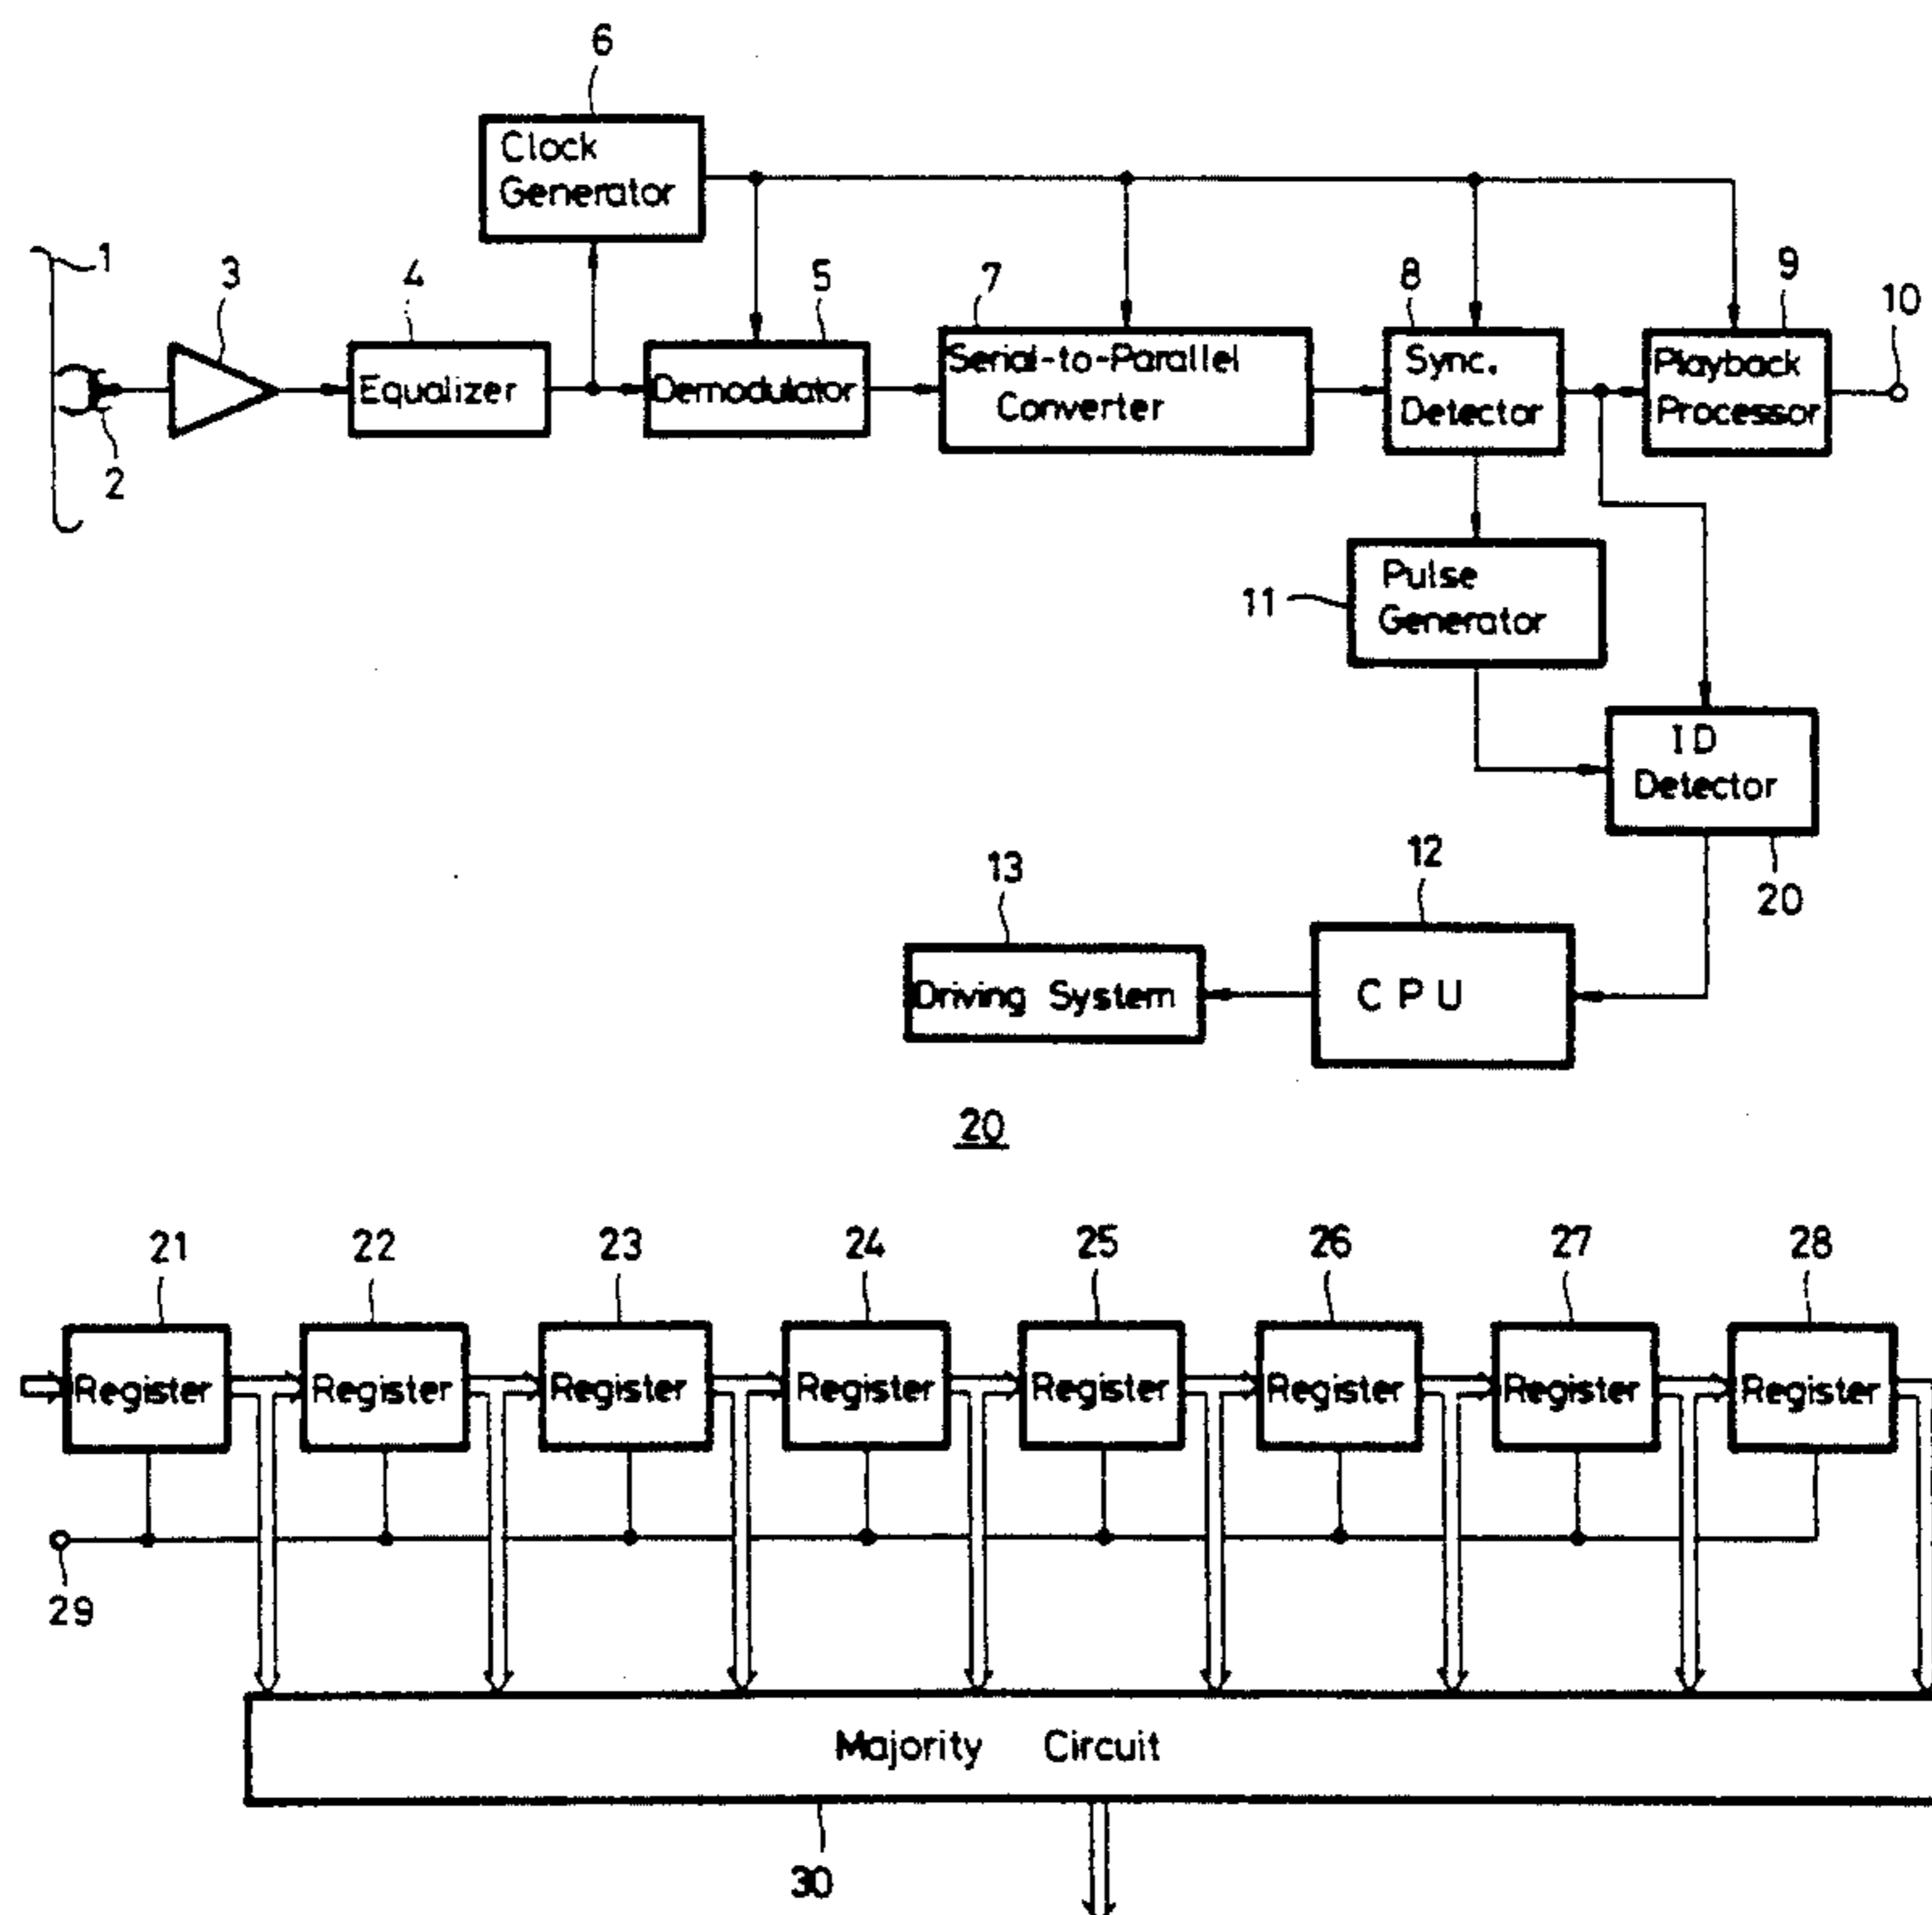 6
Clock
Generator
1
3
4
5
7
8
9
10
Equalizer
Demodulator
Serial-to-Parallel
Converter
Sync.
Detector
Playback
Processor
2
11
Pulse
Generator
ID
Detector
20
13
12
Driving System
CPU
20
21
22
23
24
25
26
27
28
Register
Register
Register
Register
Register
Register
Register
Register
29
Majority Circuit
30